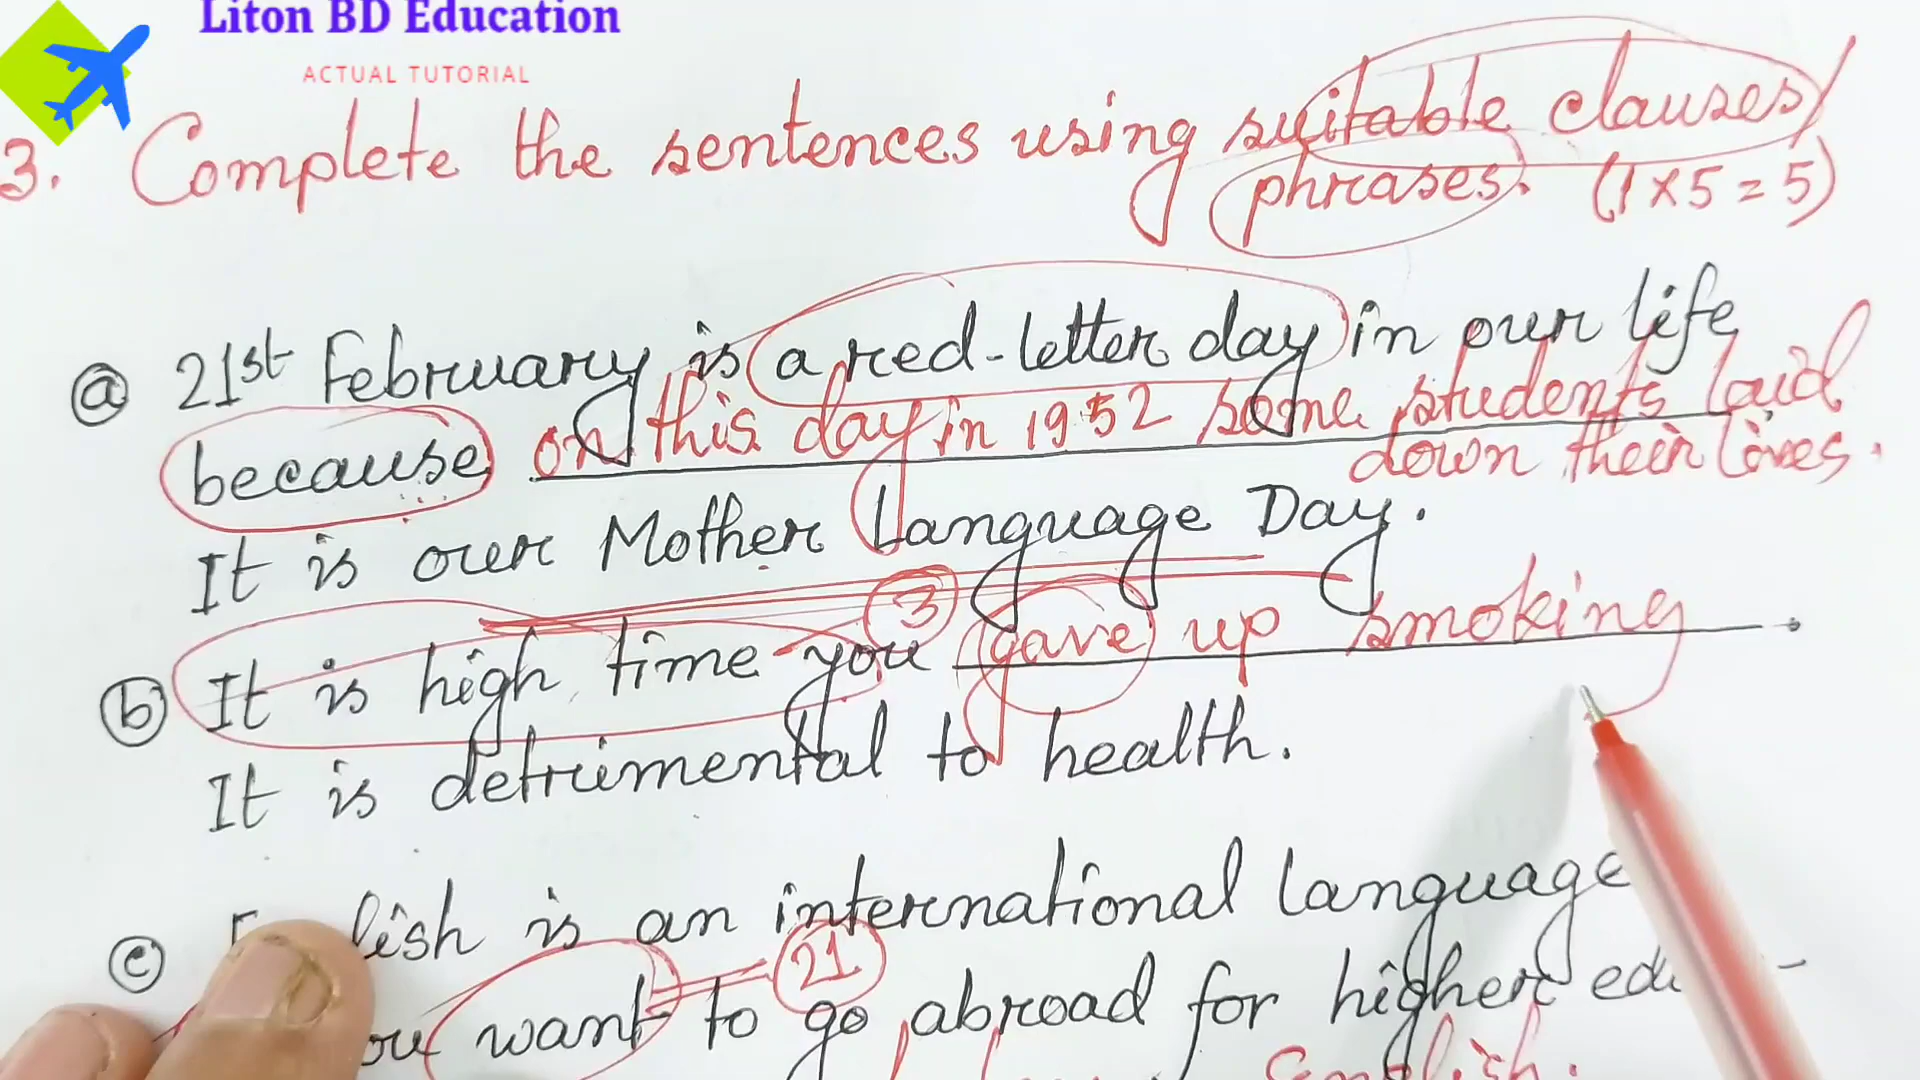 Liton BD Education
ACTUAL TUTORIAL
3. Complete the sentences using suitable clauses/
phrases. (1×5=5)
ⓐ 21st February is a red-letter day in our life
because on this day in 1952 some students laid
down their lives.
It is our Mother Language Day.
3
ⓑ It is high time you gave up smoking.
It is detrimental to health.
ⓒ is an international language
21
want to go abroad for higher
English.